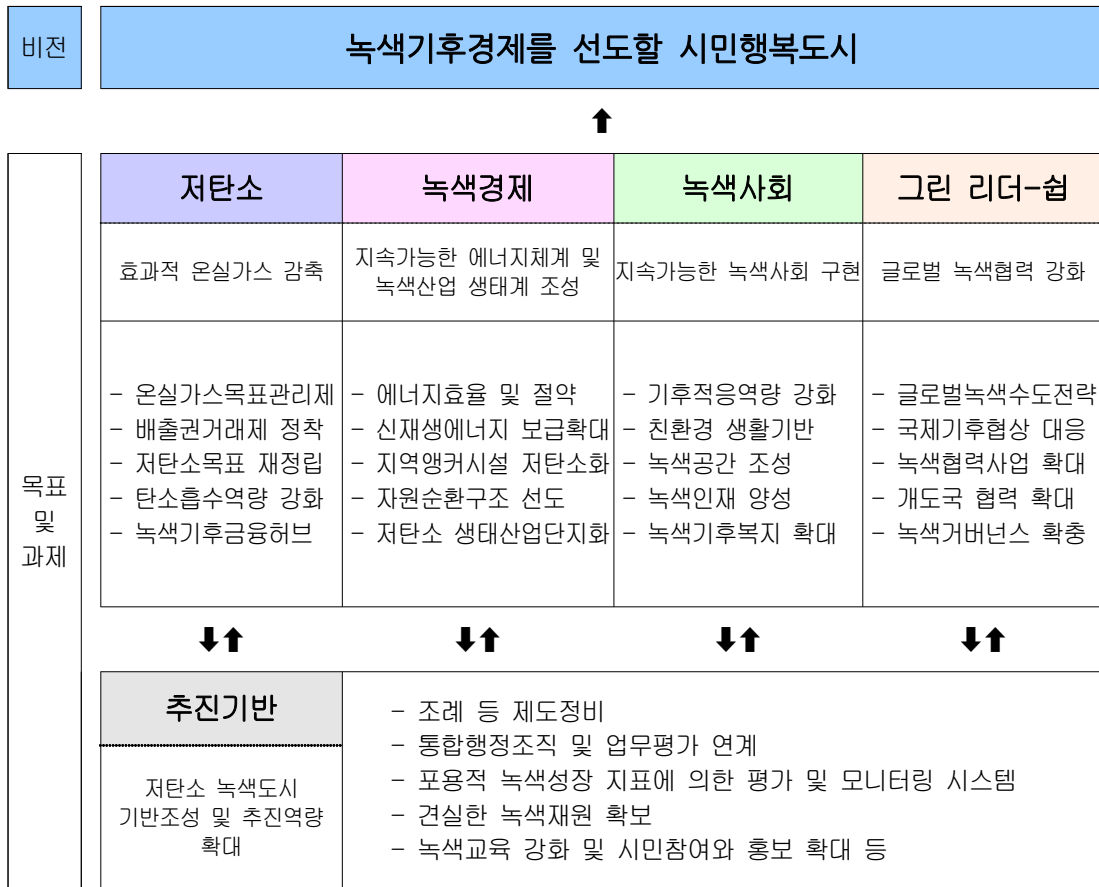 비전
녹색기후경제를 선도할 시민행복도시
목표
및
과제
저탄소
효과적 온실가스 감축
- 온실가스목표관리제
- 배출권거래제 정착
- 저탄소목표 재정립
- 탄소흡수역량 강화
- 녹색기후금융허브
녹색경제
지속가능한 에너지체계 및
녹색산업 생태계 조성
- 에너지효율 및 절약
- 신재생에너지 보급확대
- 지역앵커시설 저탄소화
- 자원순환구조 선도
- 저탄소 생태산업단지화
녹색사회
지속가능한 녹색사회 구현
- 기후적응역량 강화
- 친환경 생활기반
- 녹색공간 조성
- 녹색인재 양성
- 녹색기후복지 확대
그린 리더-쉽
글로벌 녹색협력 강화
- 글로벌녹색수도전략
- 국제기후협상 대응
- 녹색협력사업 확대
- 개도국 협력 확대
- 녹색거버넌스 확충
추진기반
저탄소 녹색도시
기반조성 및 추진역량
확대
- 조례 등 제도정비
- 통합행정조직 및 업무평가 연계
- 포용적 녹색성장 지표에 의한 평가 및 모니터링 시스템
- 견실한 녹색재원 확보
- 녹색교육 강화 및 시민참여와 홍보 확대 등